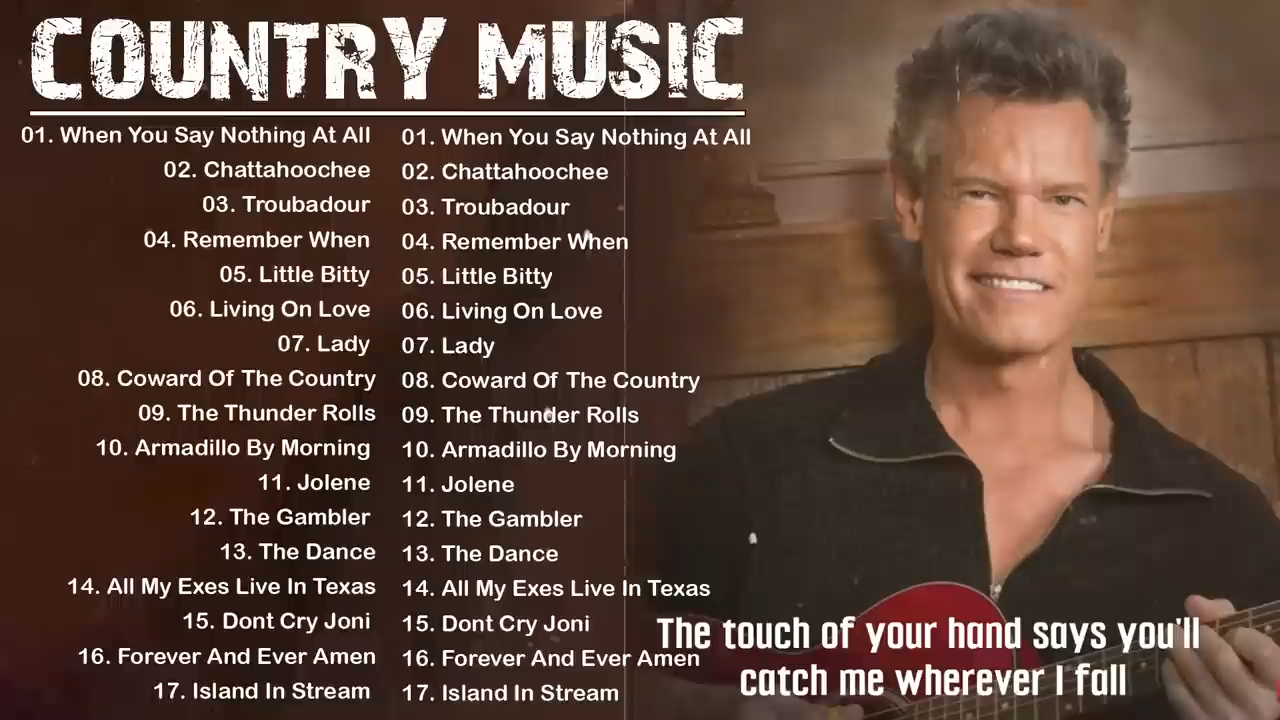 COUNTRY MUSIC
01. When You Say Nothing At All
02. Chattahoochee
03. Troubadour
04. Remember When
05. Little Bitty
06. Living On Love
07. Lady
08. Coward Of The Country
09. The Thunder Rolls
10. Armadillo By Morning
11. Jolene
12. The Gambler
13. The Dance
14. All My Exes Live In Texas
15. Dont Cry Joni
16. Forever And Ever Amen
17. Island In Stream
01. When You Say Nothing At All
02. Chattahoochee
03. Troubadour
04. Remember When
05. Little Bitty
06. Living On Love
07. Lady
08. Coward Of The Country
09. The Thunder Rolls
10. Armadillo By Morning
11. Jolene
12. The Gambler
13. The Dance
14. All My Exes Live In Texas
15. Dont Cry Joni
16. Forever And Ever Amen
17. Island In Stream
The touch of your hand says you'll
catch me wherever I fall